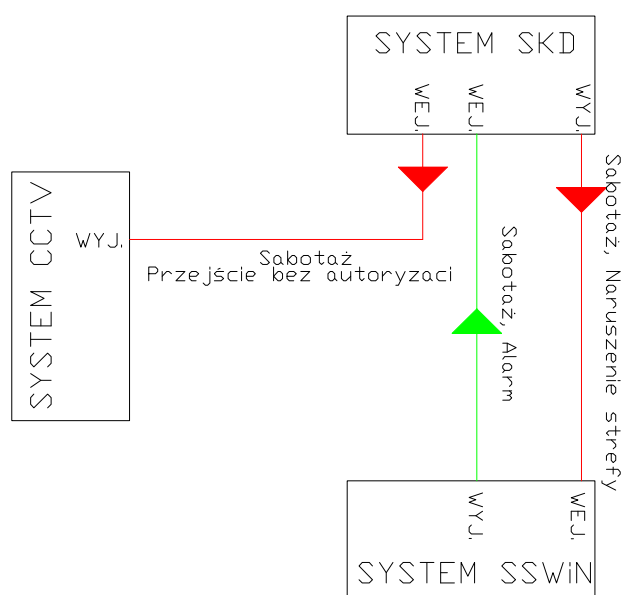 SYSTEM SKD
WEJ.
WEJ.
WYJ.
SYSTEM CCTV
WYJ.
Sabotaż
Przejście bez autoryzaci
Sabotaż, Alarm
Sabotaż, Naruszenie strefy
WYJ.
WEJ.
SYSTEM SSWiN